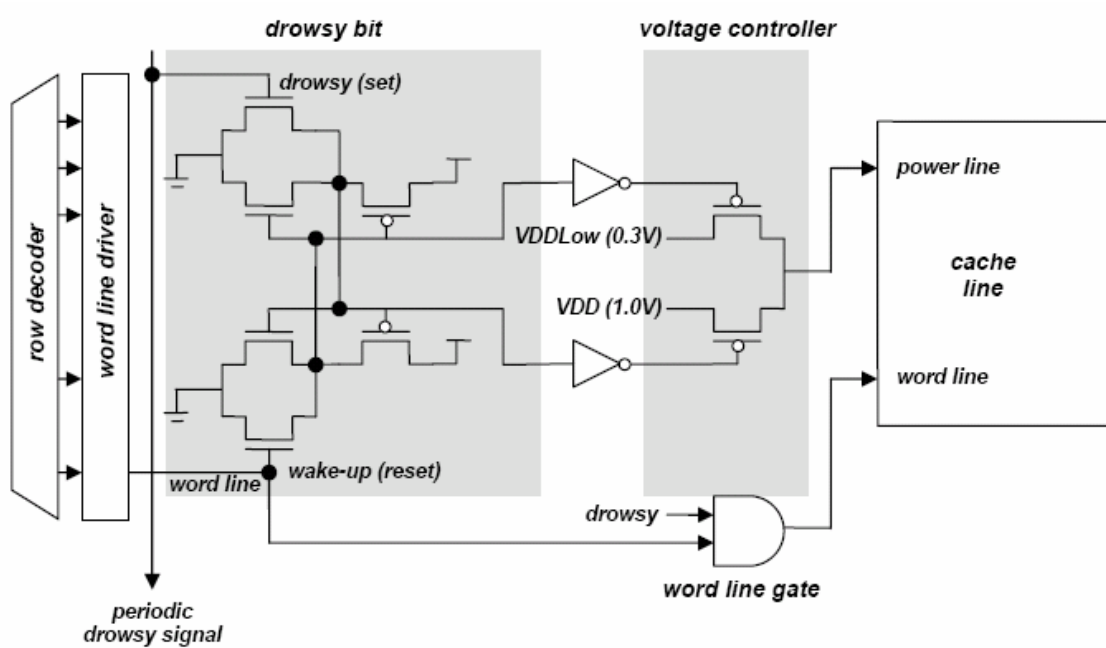 drowsy bit
voltage controller
drowsy (set)
power line
VDDLow (0.3V)
cache
line
VDD (1.0V)
row decoder
word line driver
word line
wake-up (reset)
word line
drowsy
word line gate
periodic
drowsy signal